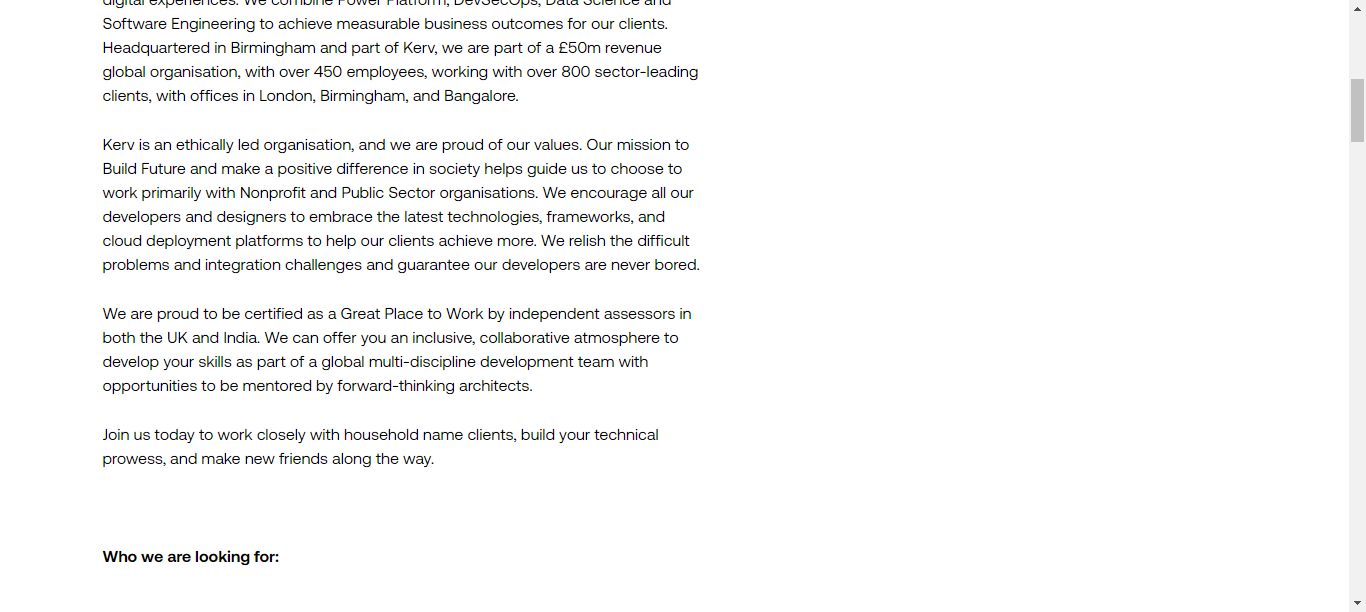 digital experiences. We combine Power Platform, DevSecOps, Data Science and
Software Engineering to achieve measurable business outcomes for our clients.
Headquartered in Birmingham and part of Kerv, we are part of a £50m revenue
global organisation, with over 450 employees, working with over 800 sector-leading
clients, with offices in London, Birmingham, and Bangalore.
Kerv is an ethically led organisation, and we are proud of our values. Our mission to
Build Future and make a positive difference in society helps guide us to choose to
work primarily with Nonprofit and Public Sector organisations. We encourage all our
developers and designers to embrace the latest technologies, frameworks, and
cloud deployment platforms to help our clients achieve more. We relish the difficult
problems and integration challenges and guarantee our developers are never bored.
We are proud to be certified as a Great Place to Work by independent assessors in
both the UK and India. We can offer you an inclusive, collaborative atmosphere to
develop your skills as part of a global multi-discipline development team with
opportunities to be mentored by forward-thinking architects.
Join us today to work closely with household name clients, build your technical
prowess, and make new friends along the way.
Who we are looking for: